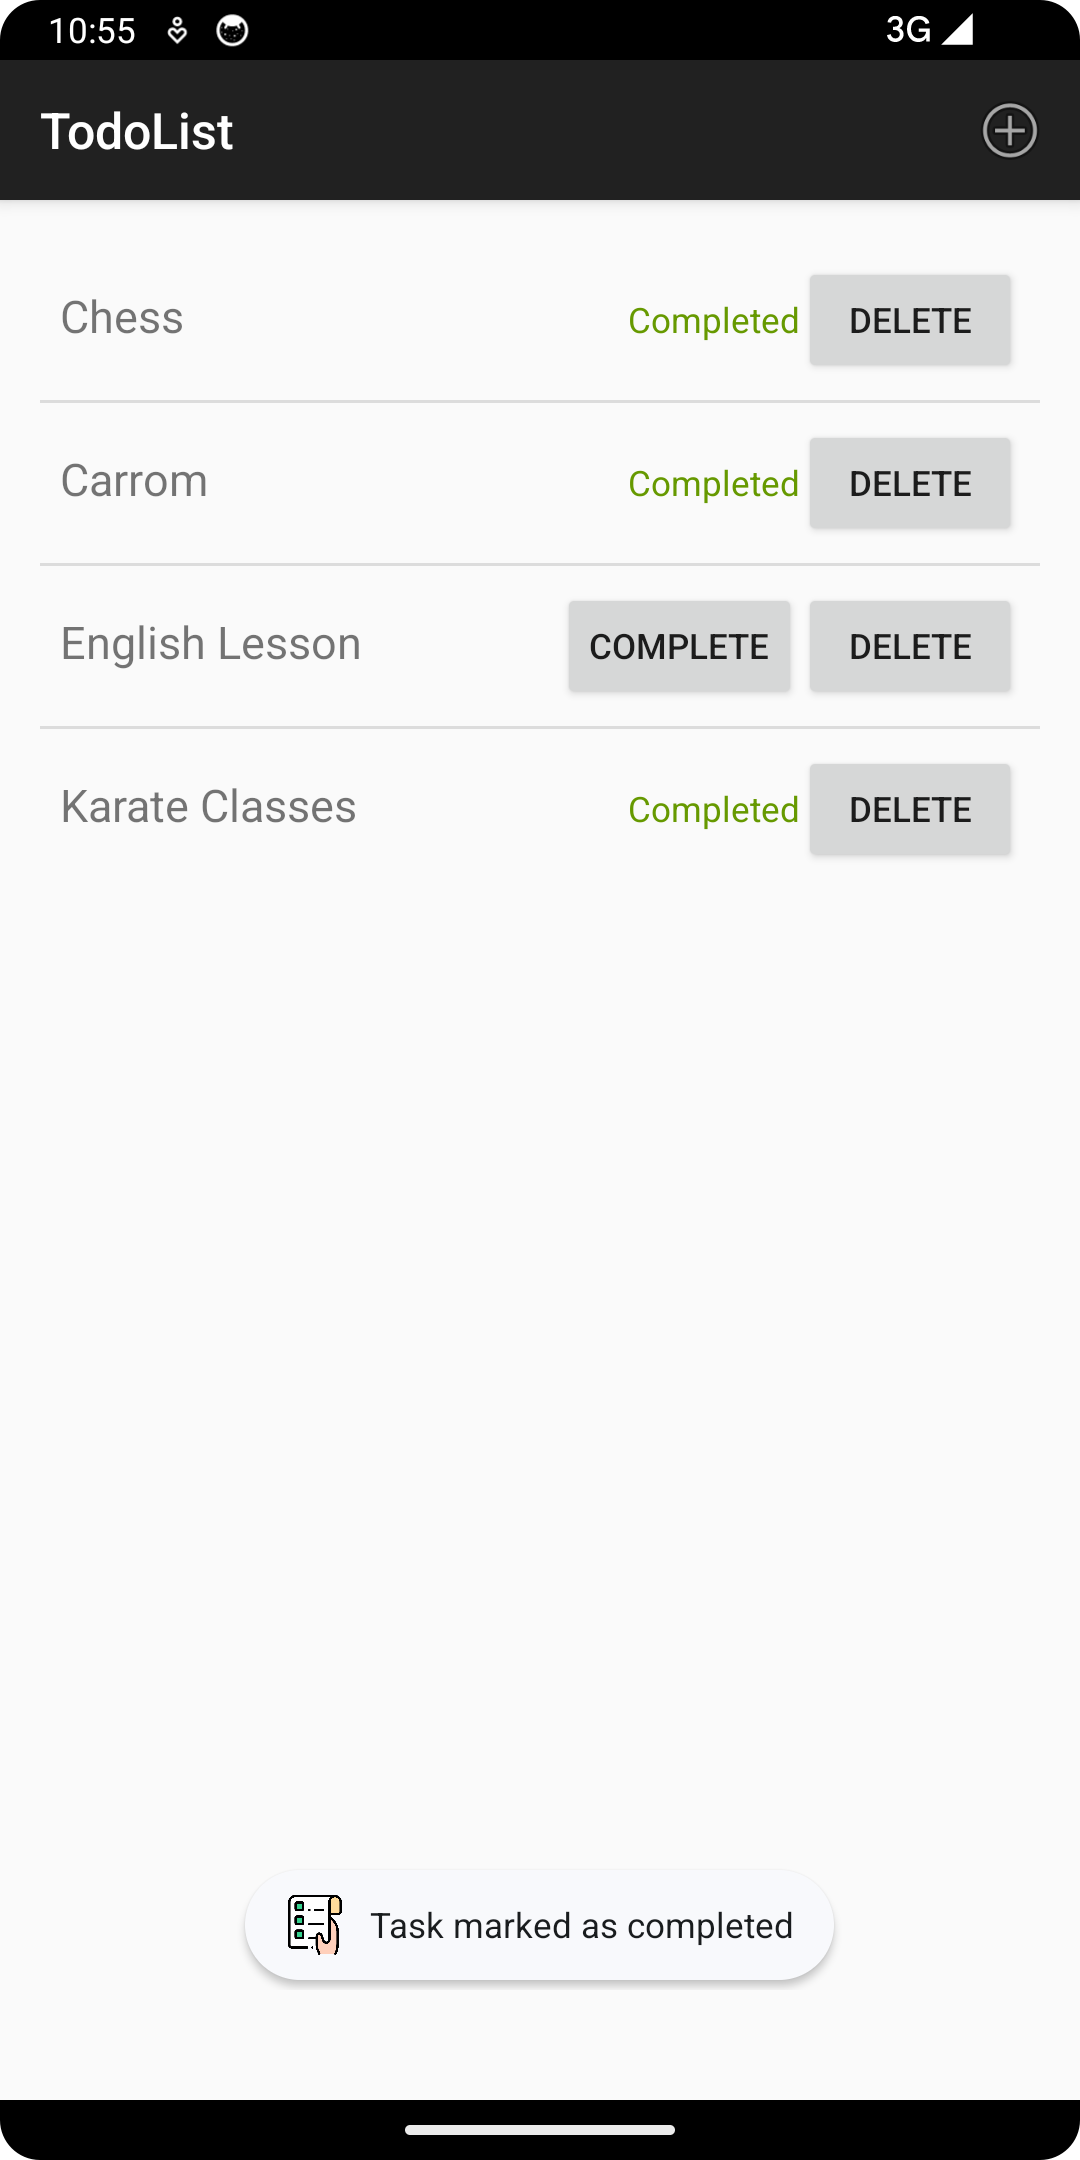 10:55 3G
TodoList
Chess Completed DELETE
Carrom Completed DELETE
English Lesson COMPLETE DELETE
Karate Classes Completed DELETE
Task marked as completed